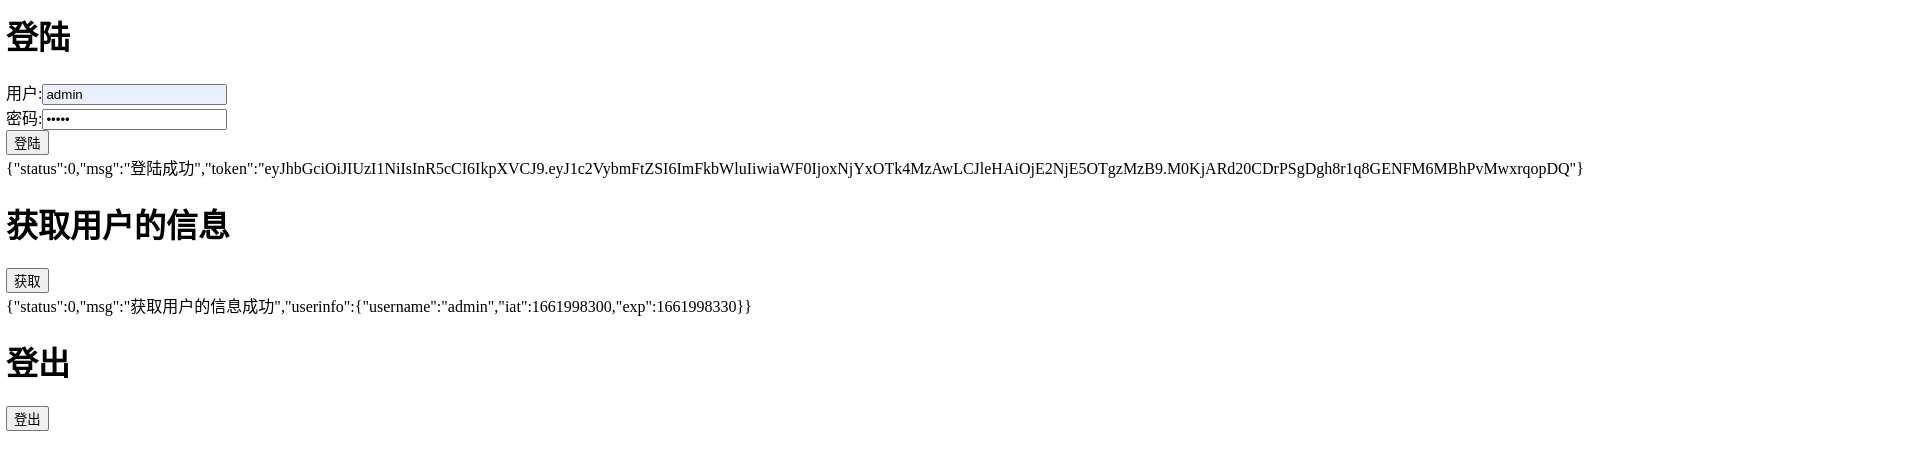 登陆
用户:admin
密码:•••••
登陆
{"status":0,"msg":"登陆成功","token":"eyJhbGciOiJIUzI1NiIsInR5cCI6IkpXVCJ9.eyJ1c2VybmFtZSI6ImFkbWluIiwiaWF0IjoxNjYxOTk4MzAwLCJleHAiOjE2NjE5OTgzMzB9.M0KjARd20CDrPSgDgh8r1q8GENFM6MBhPvMwxrqopDQ"}
获取用户的信息
获取
{"status":0,"msg":"获取用户的信息成功","userinfo":{"username":"admin","iat":1661998300,"exp":1661998330}}
登出
登出